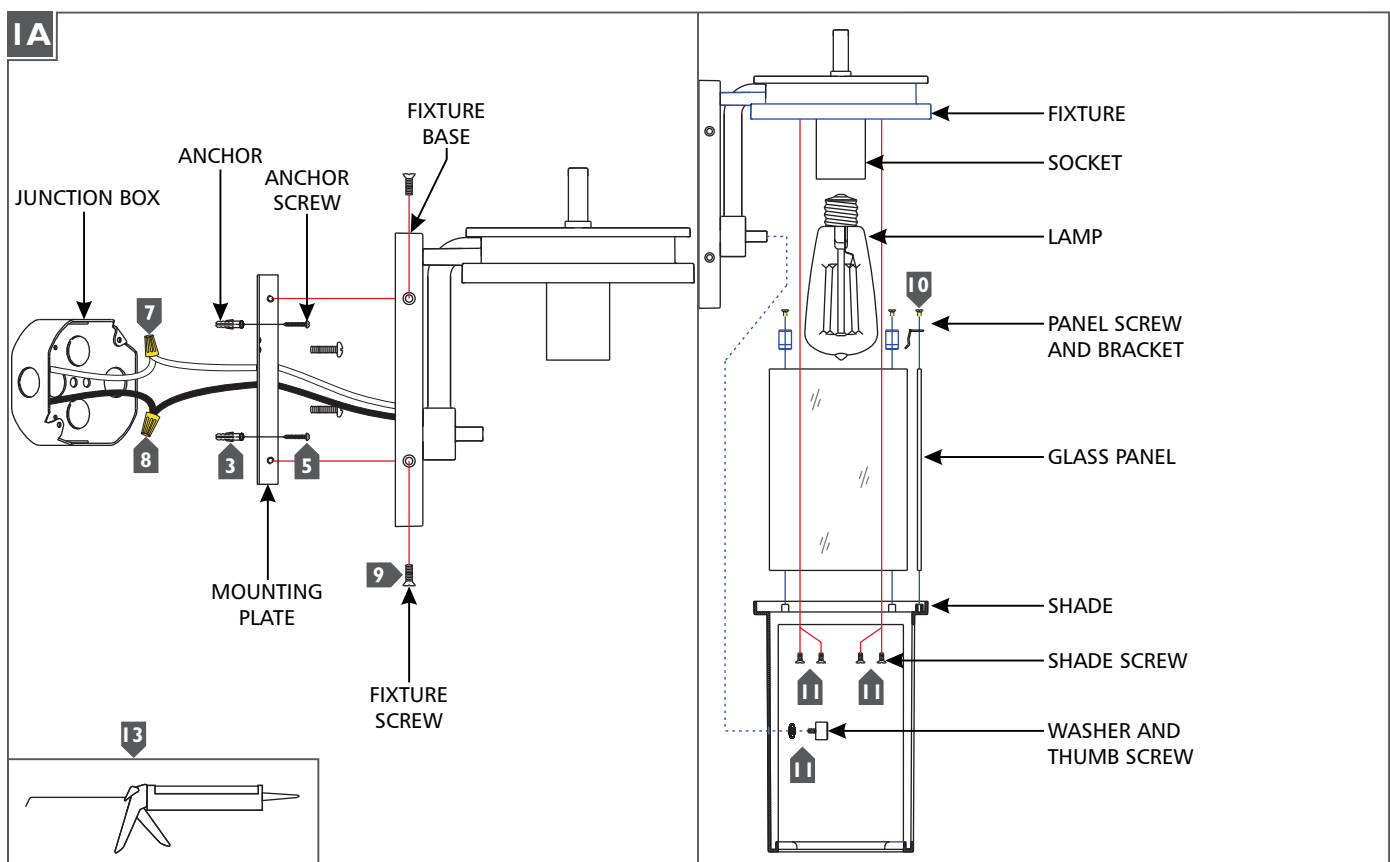 1A
FIXTURE
BASE
ANCHOR
ANCHOR
SCREW
JUNCTION BOX
7
8
3
5
9
MOUNTING
PLATE
FIXTURE
SCREW
13
FIXTURE
SOCKET
LAMP
10
PANEL SCREW
AND BRACKET
GLASS PANEL
SHADE
SHADE SCREW
11
11
WASHER AND
THUMB SCREW
11